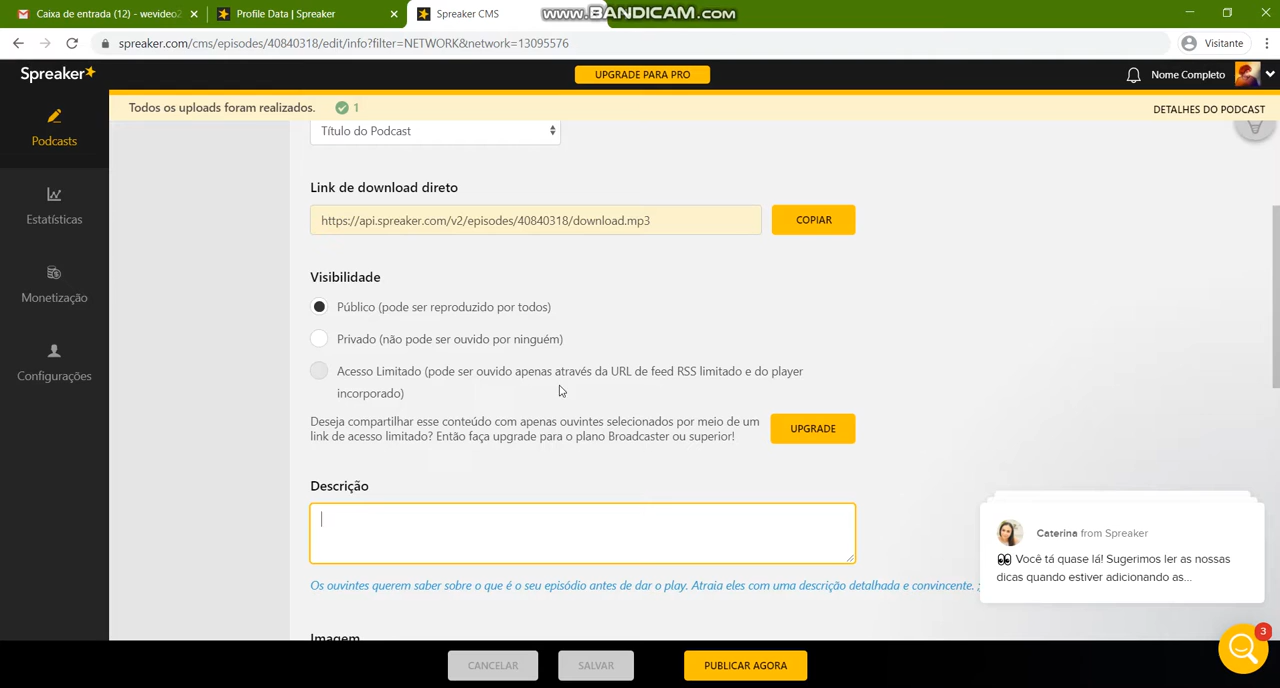 Caixa de entrada (12) - wevideo2
Profile Data | Spreaker
Spreaker CMS
www.BANDICAM.com
spreaker.com/cms/episodes/40840318/edit/info?filter=NETWORK&network=13095576
Visitante
Spreaker
UPGRADE PARA PRO
Nome Completo
Todos os uploads foram realizados.
1
DETALHES DO PODCAST
Podcasts
Estatísticas
Monetização
Configurações
Título do Podcast
Link de download direto
https://api.spreaker.com/v2/episodes/40840318/download.mp3
COPIAR
Visibilidade
Público (pode ser reproduzido por todos)
Privado (não pode ser ouvido por ninguém)
Acesso Limitado (pode ser ouvido apenas através da URL de feed RSS limitado e do player
incorporado)
Deseja compartilhar esse conteúdo com apenas ouvintes selecionados por meio de um
link de acesso limitado? Então faça upgrade para o plano Broadcaster ou superior!
UPGRADE
Descrição
Os ouvintes querem saber sobre o que é o seu episódio antes de dar o play. Atraia eles com uma descrição detalhada e convincente. ;
Imagem
Caterina from Spreaker
👀 Você tá quase lá! Sugerimos ler as nossas
dicas quando estiver adicionando as...
3
CANCELAR
SALVAR
PUBLICAR AGORA